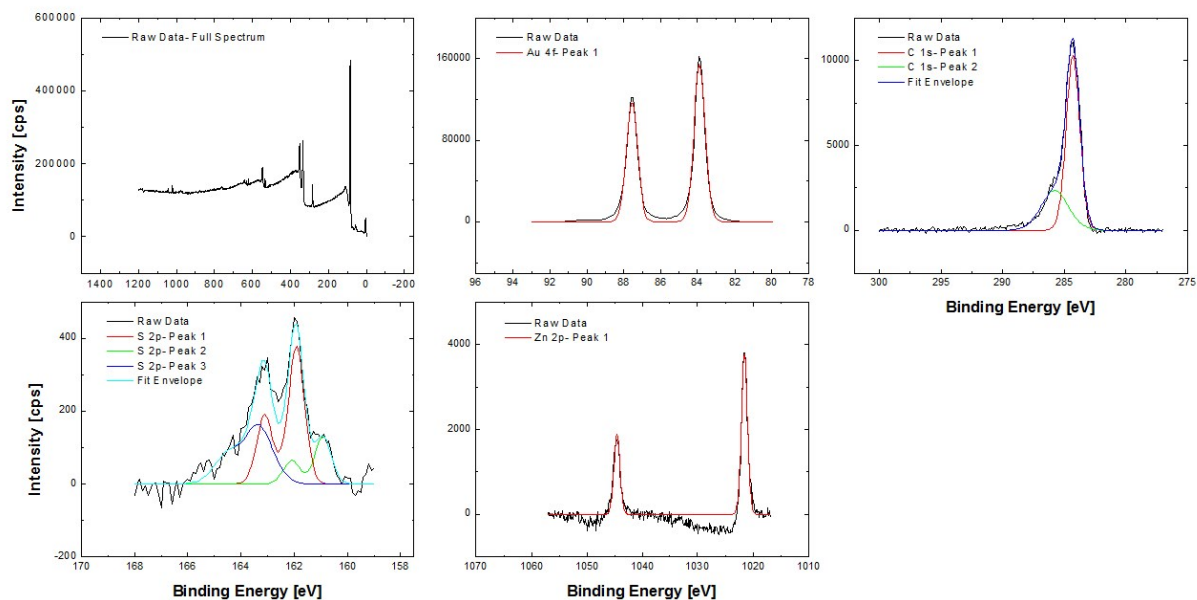 Intensity [cps]
600000
400000
200000
0
Raw Data- Full Spectrum
1400 1200 1000 800 600 400 200 0 -200
160000
80000
0
Raw Data
Au 4f- Peak 1
96 94 92 90 88 86 84 82 80 78
10000
5000
0
Raw Data
C 1s- Peak 1
C 1s- Peak 2
Fit Envelope
300 295 290 285 280 275
Binding Energy [eV]
Intensity [cps]
400
200
0
-200
Raw Data
S 2p- Peak 1
S 2p- Peak 2
S 2p- Peak 3
Fit Envelope
170 168 166 164 162 160 158
Binding Energy [eV]
4000
2000
0
Raw Data
Zn 2p- Peak 1
1070 1060 1050 1040 1030 1020 1010
Binding Energy [eV]